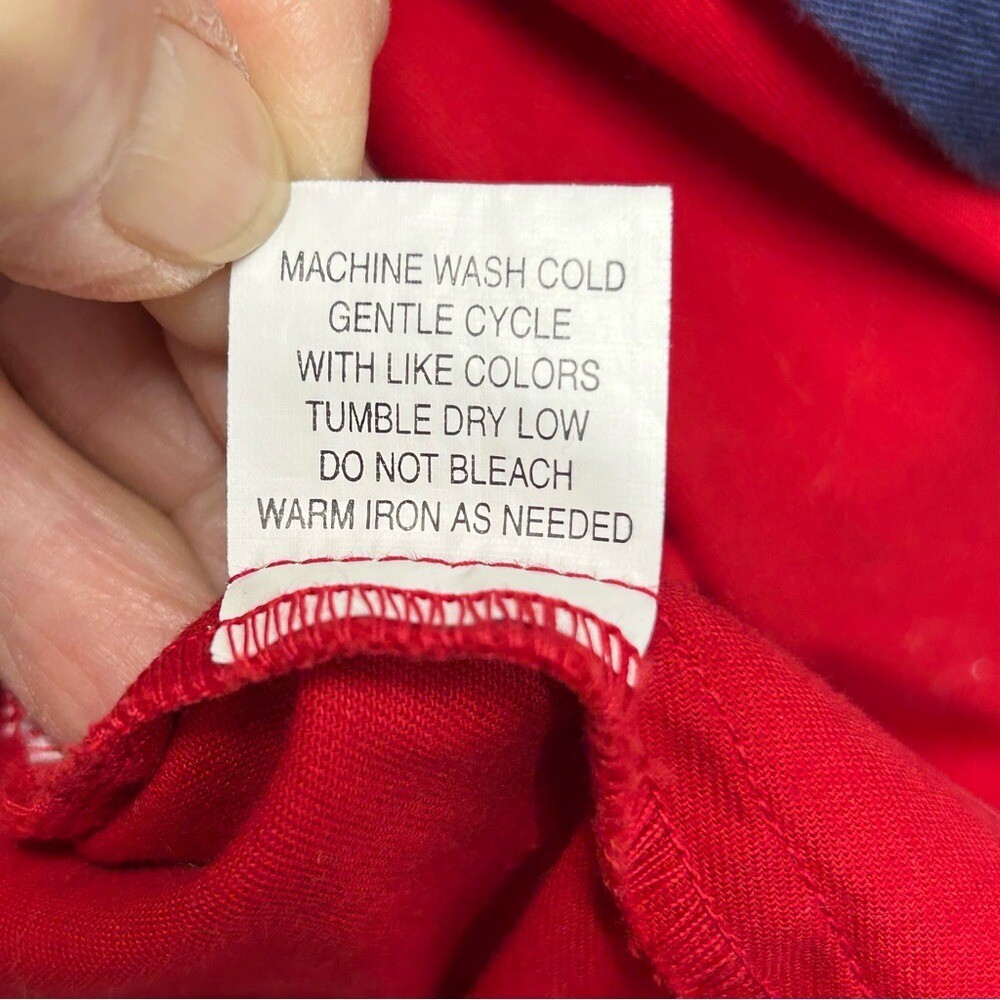 MACHINE WASH COLD
GENTLE CYCLE
WITH LIKE COLORS
TUMBLE DRY LOW
DO NOT BLEACH
WARM IRON AS NEEDED